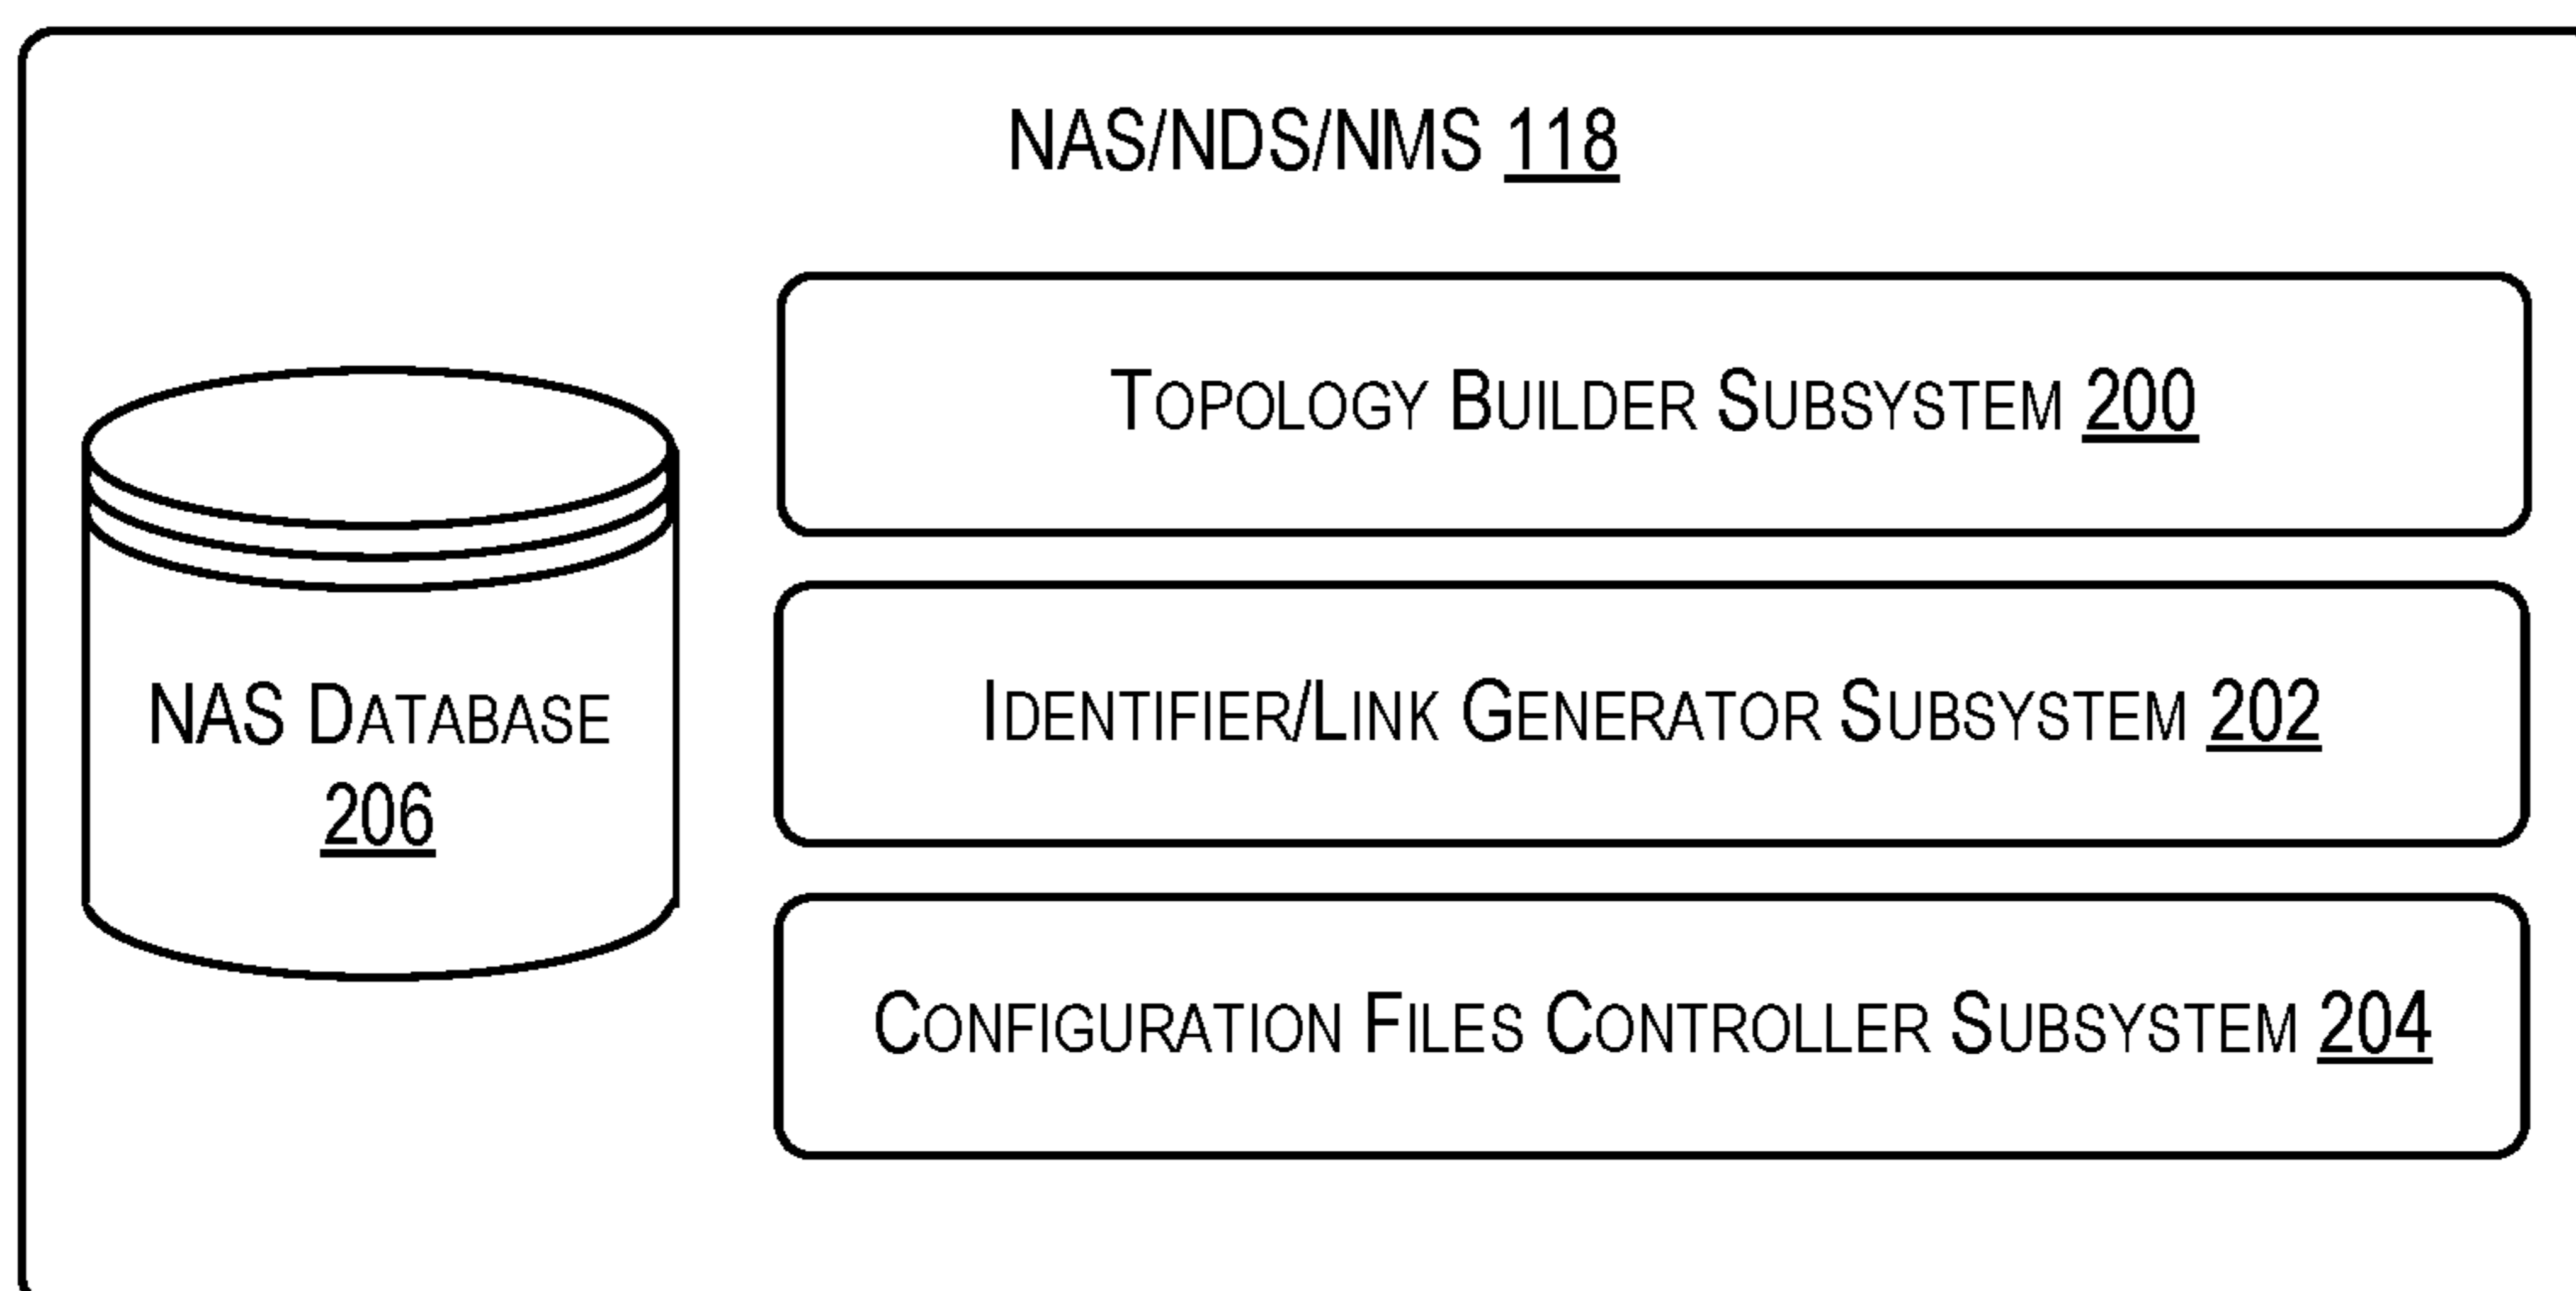 NAS/NDS/NMS 118
TOPOLOGY BUILDER SUBSYSTEM 200
IDENTIFIER/LINK GENERATOR SUBSYSTEM 202
CONFIGURATION FILES CONTROLLER SUBSYSTEM 204
NAS DATABASE
206